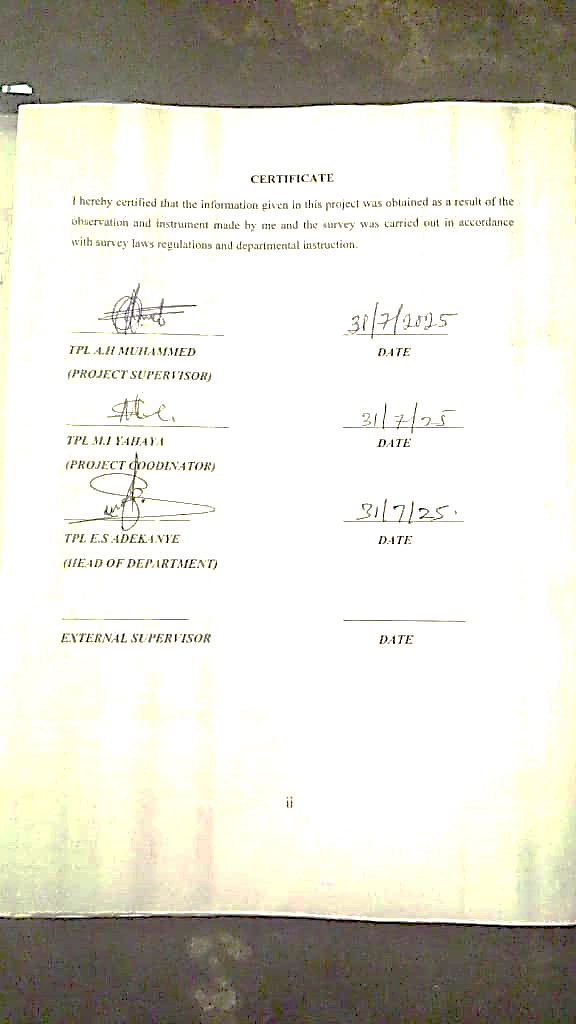 CERTIFICATE
I hereby certified that the information given in this project was obtained as a result of the
observation and instrument made by me and the survey was carried out in accordance
with survey laws regulations and departmental instruction.
31/7/2025
TPL A.H MUHAMMED DATE
(PROJECT SUPERVISOR)
31/7/25
TPL M.I YAHAYA DATE
(PROJECT COODINATOR)
31/7/25.
TPL E.S ADEKANYE DATE
(HEAD OF DEPARTMENT)
EXTERNAL SUPERVISOR DATE
ii